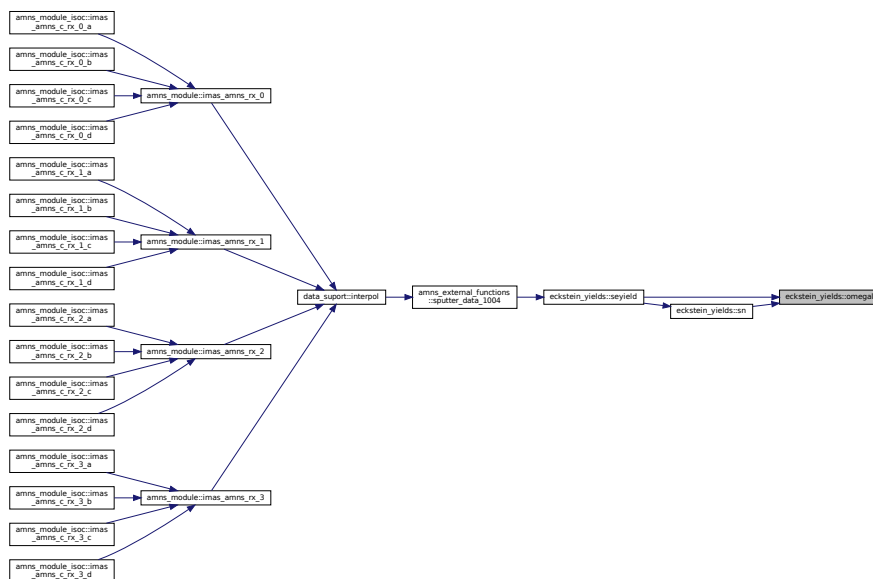 amns_module_isoc::imas
_amns_c_rx_0_a
amns_module_isoc::imas
_amns_c_rx_0_b
amns_module_isoc::imas
_amns_c_rx_0_c
amns_module_isoc::imas
_amns_c_rx_0_d
amns_module::imas_amns_rx_0
amns_module_isoc::imas
_amns_c_rx_1_a
amns_module_isoc::imas
_amns_c_rx_1_b
amns_module_isoc::imas
_amns_c_rx_1_c
amns_module_isoc::imas
_amns_c_rx_1_d
amns_module::imas_amns_rx_1
amns_module_isoc::imas
_amns_c_rx_2_a
amns_module_isoc::imas
_amns_c_rx_2_b
amns_module_isoc::imas
_amns_c_rx_2_c
amns_module_isoc::imas
_amns_c_rx_2_d
amns_module::imas_amns_rx_2
amns_module_isoc::imas
_amns_c_rx_3_a
amns_module_isoc::imas
_amns_c_rx_3_b
amns_module_isoc::imas
_amns_c_rx_3_c
amns_module_isoc::imas
_amns_c_rx_3_d
amns_module::imas_amns_rx_3
data_suport::interpol
amns_external_functions
::sputter_data_1004
eckstein_yields::seyield
eckstein_yields::sn
eckstein_yields::omegal